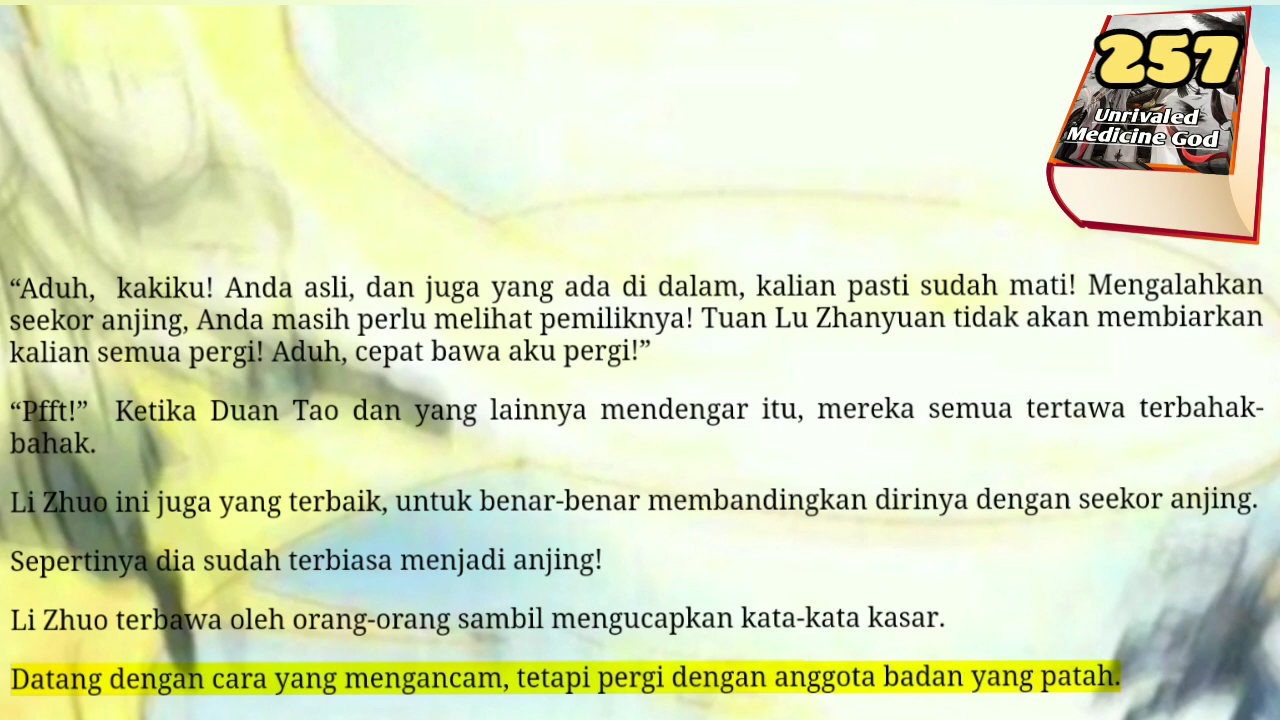 257
Unrivaled
Medicine God
“Aduh, kakiku! Anda asli, dan juga yang ada di dalam, kalian pasti sudah mati! Mengalahkan
seekor anjing, Anda masih perlu melihat pemiliknya! Tuan Lu Zhanyuan tidak akan membiarkan
kalian semua pergi! Aduh, cepat bawa aku pergi!”
“Pfft!” Ketika Duan Tao dan yang lainnya mendengar itu, mereka semua tertawa terbahak-
bahak.
Li Zhuo ini juga yang terbaik, untuk benar-benar membandingkan dirinya dengan seekor anjing.
Sepertinya dia sudah terbiasa menjadi anjing!
Li Zhuo terbawa oleh orang-orang sambil mengucapkan kata-kata kasar.
Datang dengan cara yang mengancam, tetapi pergi dengan anggota badan yang patah.